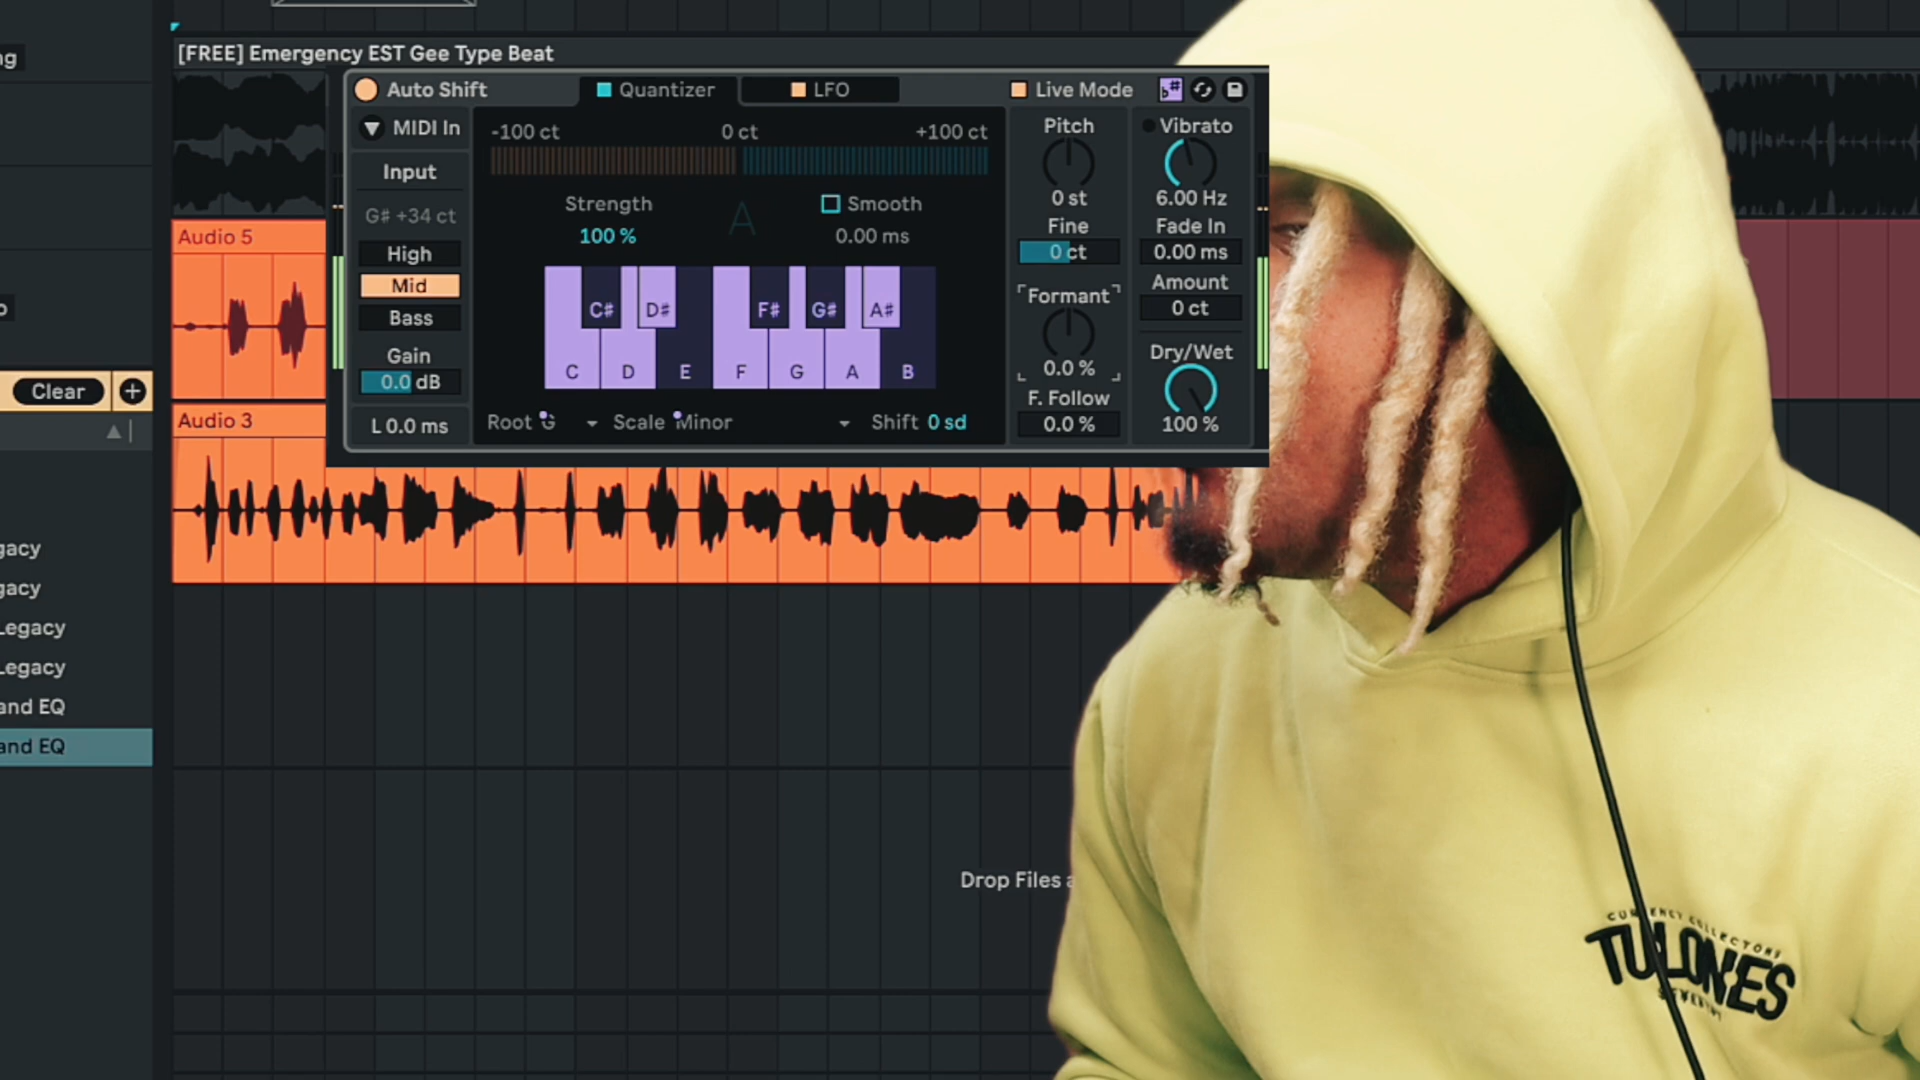 [FREE] Emergency EST Gee Type Beat
Auto Shift
Quantizer
LFO
Live Mode
MIDI In
Input
G# +34 ct
High
Mid
Bass
Gain
0.0 dB
L 0.0 ms
-100 ct
0 ct
+100 ct
Strength
100 %
A
Smooth
0.00 ms
C# D# F# G# A#
C D E F G A B
Root G
Scale Minor
Shift 0 sd
Pitch
0 st
Fine
0 ct
Formant
0.0 %
F. Follow
0.0 %
Vibrato
6.00 Hz
Fade In
0.00 ms
Amount
0 ct
Dry/Wet
100 %
Audio 5
Audio 3
Clear
gacy
gacy
Legacy
Legacy
and EQ
and EQ
Drop Files
CURRENCY COLLECTORS